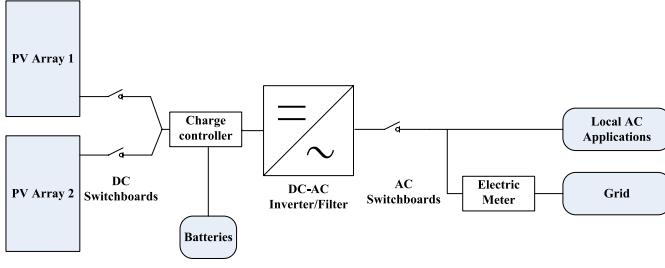 PV Array 1
PV Array 2
DC
Switchboards
Charge
controller
Batteries
DC-AC
Inverter/Filter
AC
Switchboards
Local AC
Applications
Electric
Meter
Grid